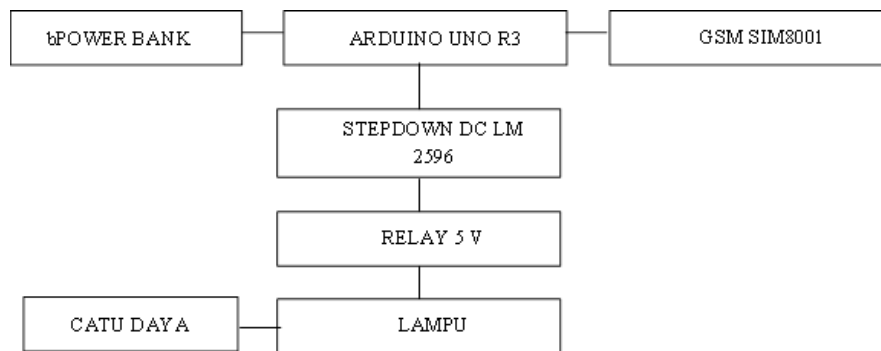 bPOWER BANK
ARDUINO UNO R3
GSM SIM8001
STEPDOWN DC LM
2596
RELAY 5 V
CATU DAYA
LAMPU